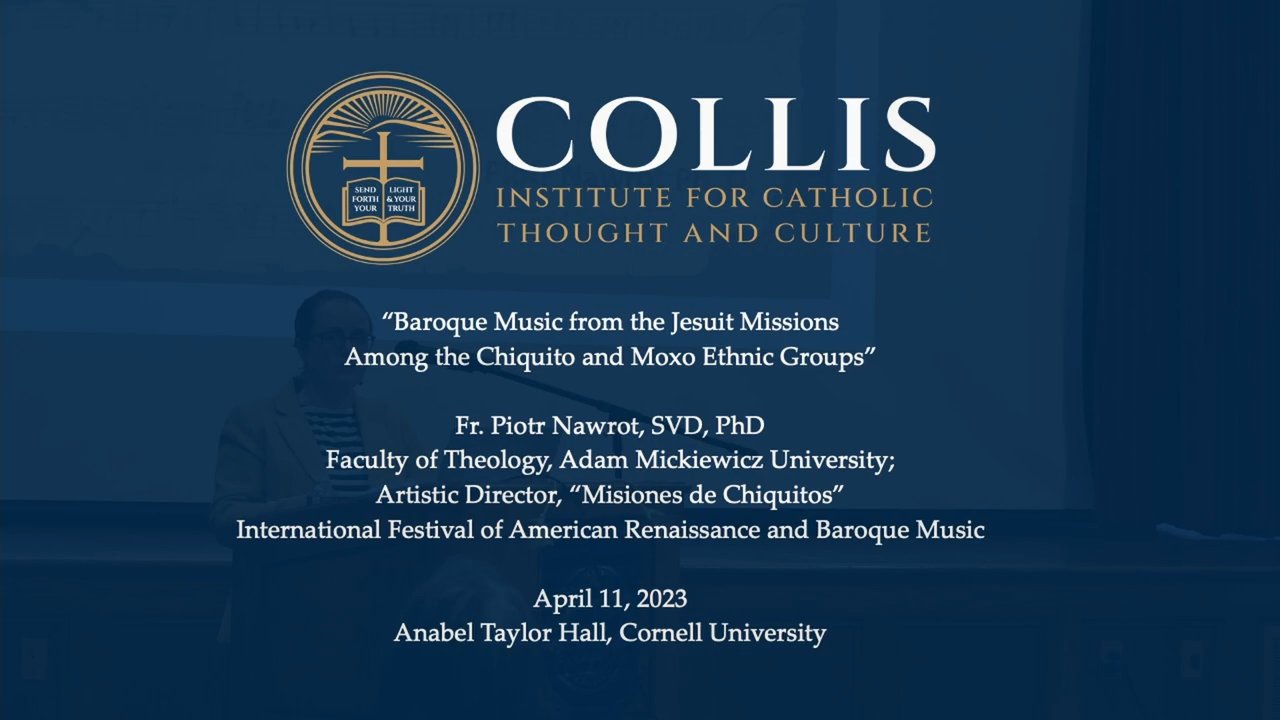 SEND
FORTH
YOUR
LIGHT
& YOUR
TRUTH
COLLIS
INSTITUTE FOR CATHOLIC
THOUGHT AND CULTURE
“Baroque Music from the Jesuit Missions
Among the Chiquito and Moxo Ethnic Groups”
Fr. Piotr Nawrot, SVD, PhD
Faculty of Theology, Adam Mickiewicz University;
Artistic Director, “Misiones de Chiquitos”
International Festival of American Renaissance and Baroque Music
April 11, 2023
Anabel Taylor Hall, Cornell University